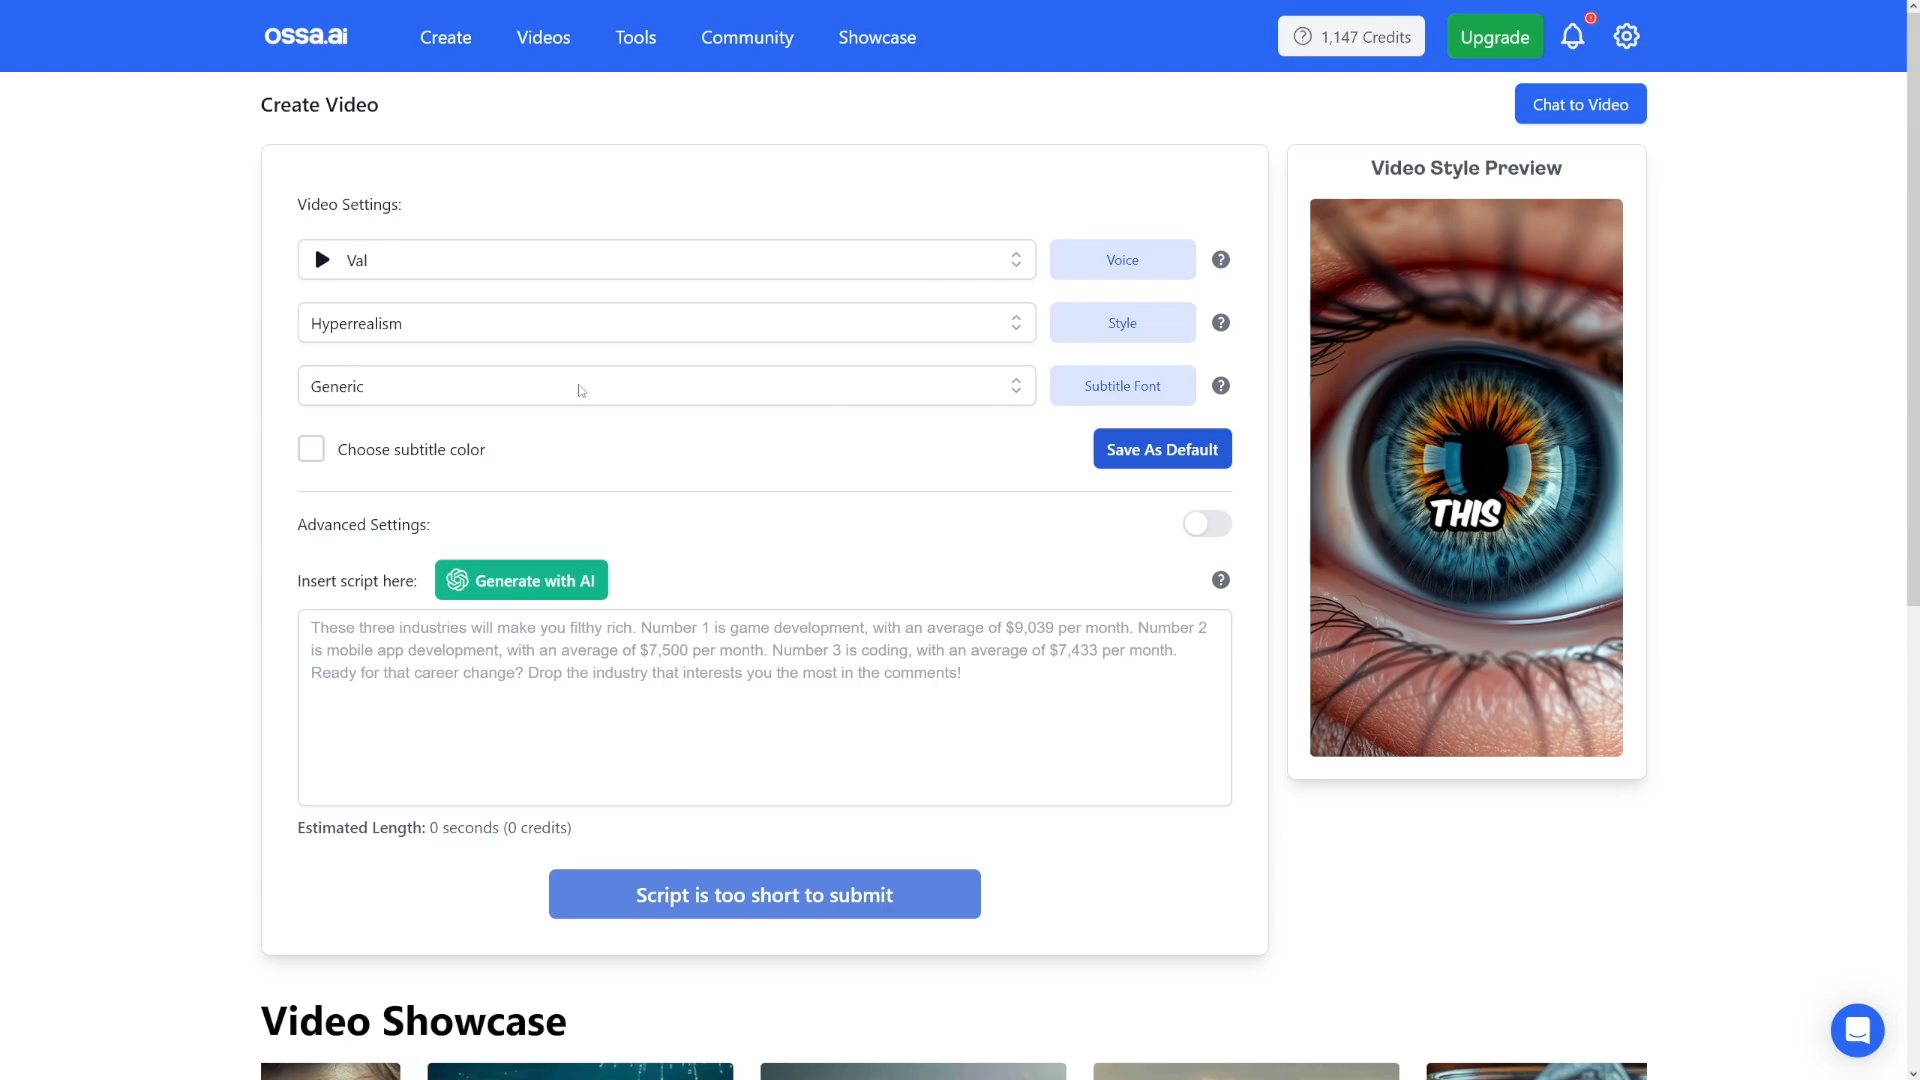 ossa.ai
Create
Videos
Tools
Community
Showcase
1,147 Credits
Upgrade
Create Video
Chat to Video
Video Settings:
Val
Voice
Hyperrealism
Style
Generic
Subtitle Font
Choose subtitle color
Save As Default
Advanced Settings:
Insert script here:
Generate with AI
These three industries will make you filthy rich. Number 1 is game development, with an average of $9,039 per month. Number 2
is mobile app development, with an average of $7,500 per month. Number 3 is coding, with an average of $7,433 per month.
Ready for that career change? Drop the industry that interests you the most in the comments!
Estimated Length: 0 seconds (0 credits)
Script is too short to submit
Video Style Preview
THIS
Video Showcase